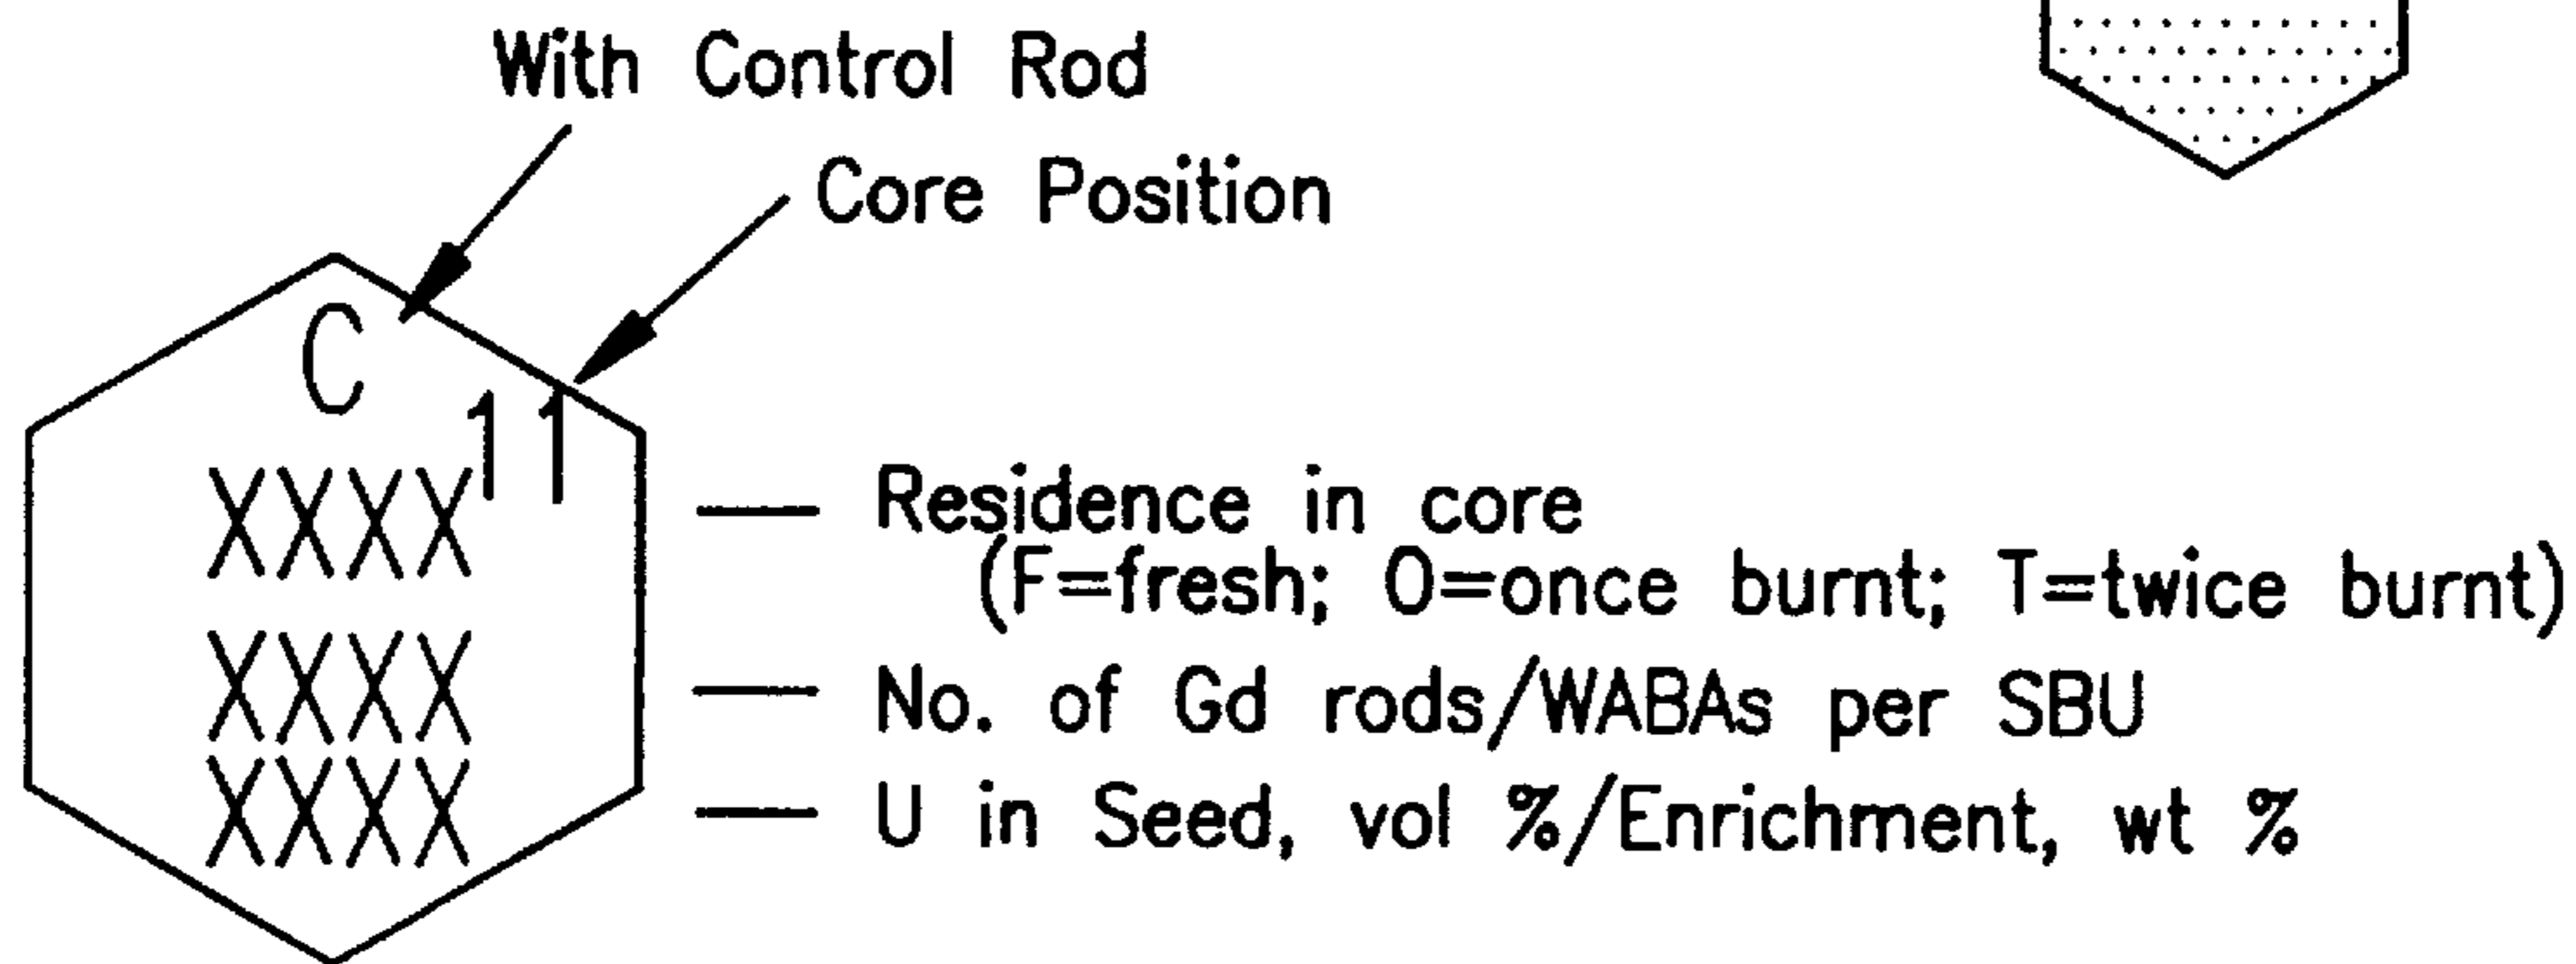 With Control Rod
Core Position
C
11
XXXX — Residence in core
(F=fresh; O=once burnt; T=twice burnt)
XXXX — No. of Gd rods/WABAs per SBU
XXXX — U in Seed, vol %/Enrichment, wt %